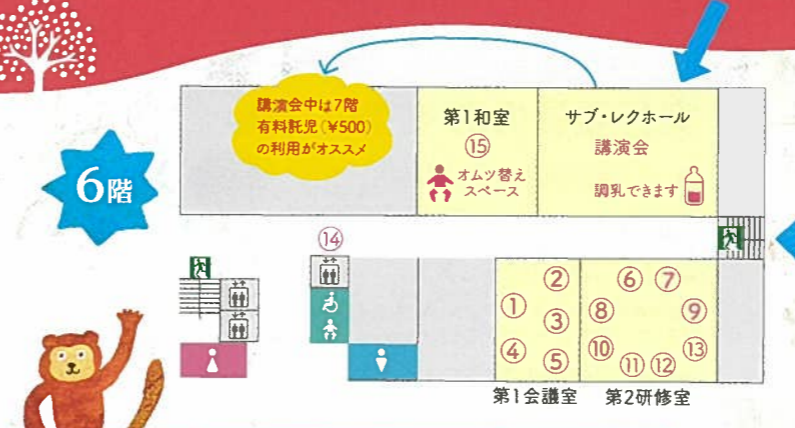 講演会中は7階
有料託児(¥500)
の利用がオススメ
第1和室
⑮
オムツ替え
スペース
サブ・レクホール
講演会
調乳できます
6階
⑭
①
②
③
④
⑤
⑥
⑦
⑧
⑨
⑩
⑪
⑫
⑬
第1会議室
第2研修室